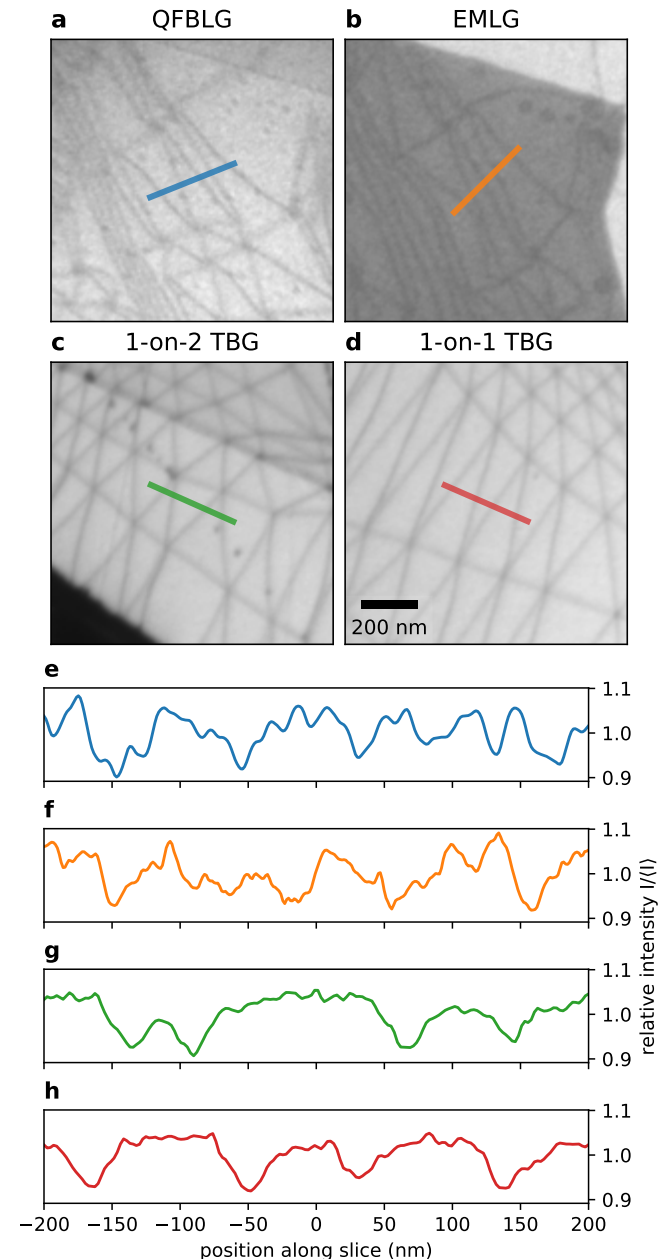 a QFBLG
b EMLG
c 1-on-2 TBG
d 1-on-1 TBG
200 nm
e
1.1
1.0
0.9
f
1.1
1.0
0.9
g
1.1
1.0
0.9
h
1.1
1.0
0.9
relative intensity I/⟨I⟩
−200 −150 −100 −50 0 50 100 150 200
position along slice (nm)